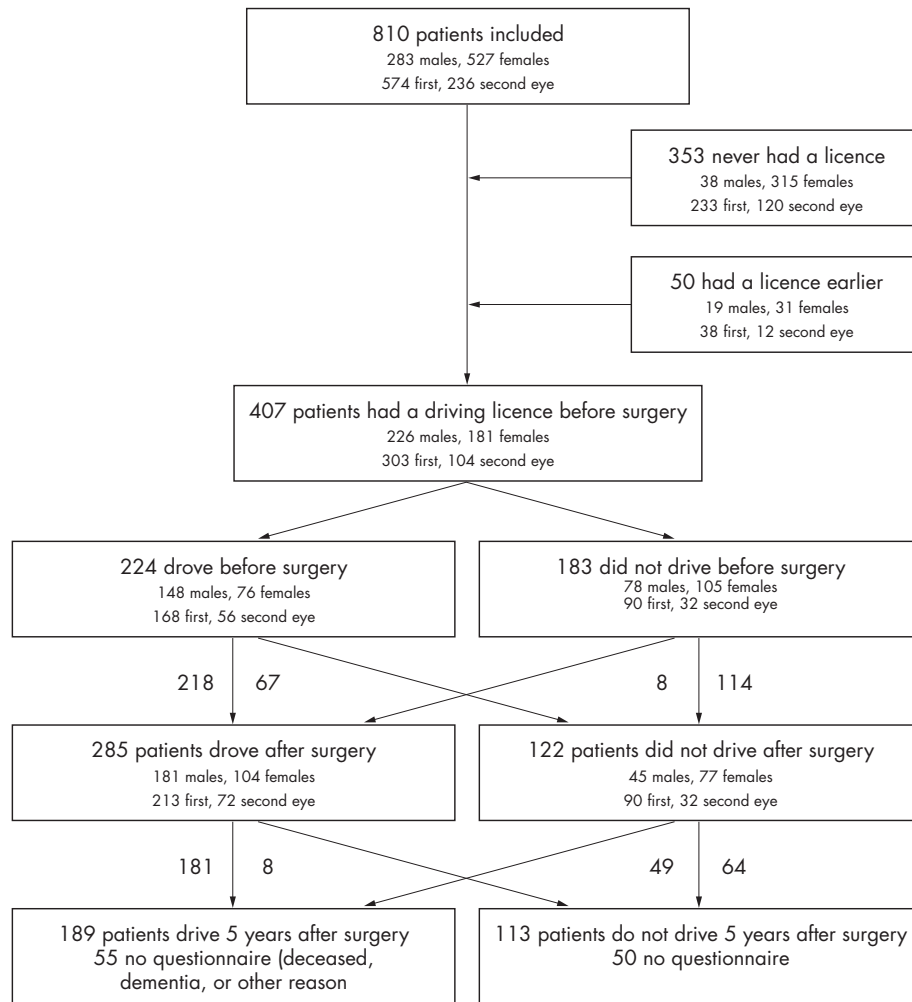 810 patients included
283 males, 527 females
574 first, 236 second eye
353 never had a licence
38 males, 315 females
233 first, 120 second eye
50 had a licence earlier
19 males, 31 females
38 first, 12 second eye
407 patients had a driving licence before surgery
226 males, 181 females
303 first, 104 second eye
224 drove before surgery
148 males, 76 females
168 first, 56 second eye
183 did not drive before surgery
78 males, 105 females
90 first, 32 second eye
218 67 8 114
285 patients drove after surgery
181 males, 104 females
213 first, 72 second eye
122 patients did not drive after surgery
45 males, 77 females
90 first, 32 second eye
181 8 49 64
189 patients drive 5 years after surgery
55 no questionnaire (deceased,
dementia, or other reason
113 patients do not drive 5 years after surgery
50 no questionnaire